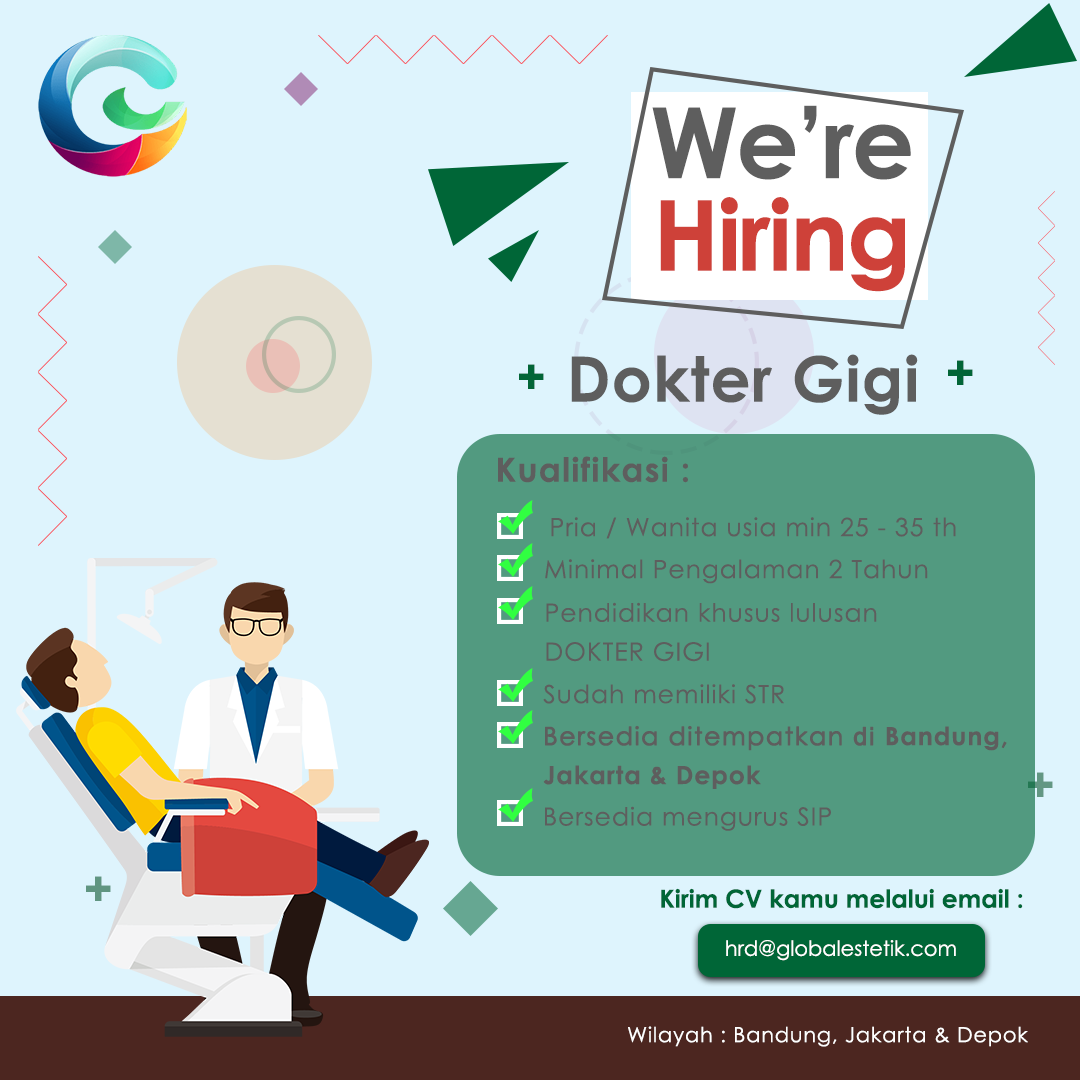 We're
Hiring
+ Dokter Gigi +
Kualifikasi :
Pria / Wanita usia min 25 - 35 th
Minimal Pengalaman 2 Tahun
Pendidikan khusus lulusan
DOKTER GIGI
Sudah memiliki STR
Bersedia ditempatkan di Bandung,
Jakarta & Depok
Bersedia mengurus SIP
Kirim CV kamu melalui email :
hrd@globalestetik.com
Wilayah : Bandung, Jakarta & Depok